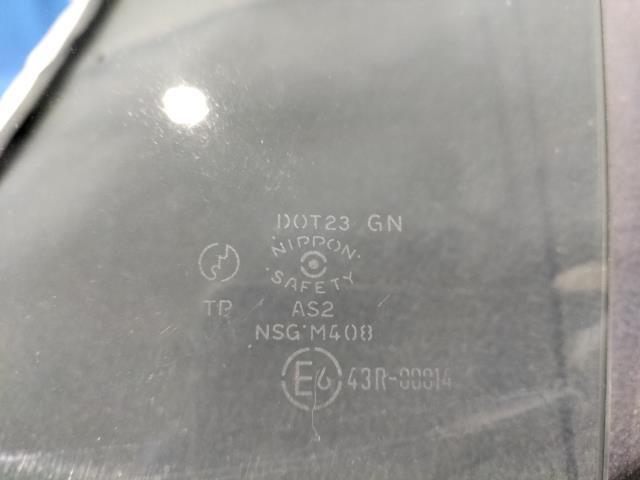 DOT23 GN
NIPPON
SAFETY
TP AS2
NSG M408
E6 43R-00014